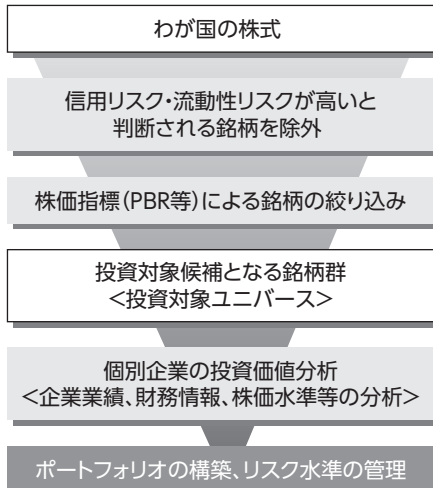 わが国の株式
信用リスク・流動性リスクが高いと
判断される銘柄を除外
株価指標(PBR等)による銘柄の絞り込み
投資対象候補となる銘柄群
<投資対象ユニバース>
個別企業の投資価値分析
<企業業績、財務情報、株価水準等の分析>
ポートフォリオの構築、リスク水準の管理